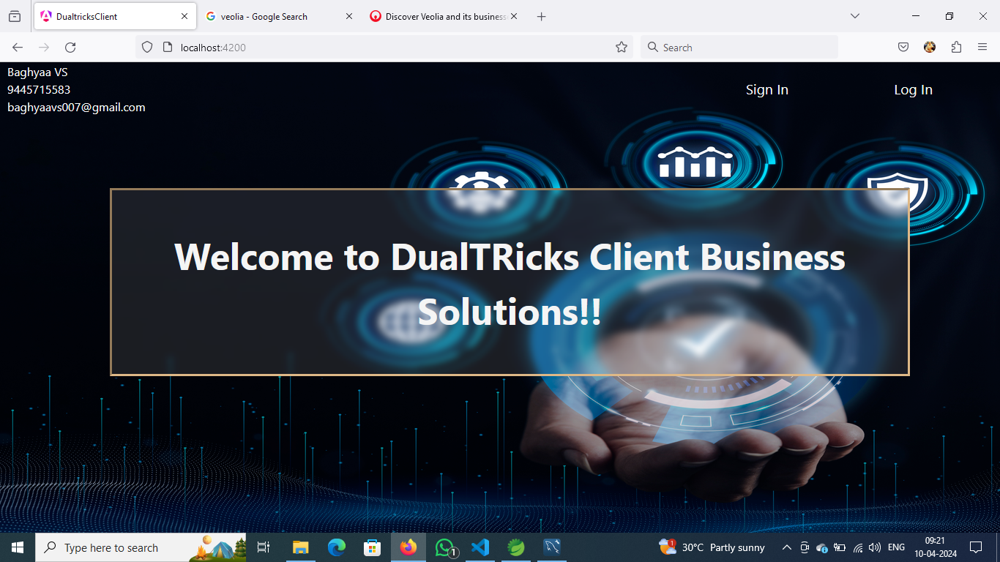 DualtricksClient
veolia - Google Search
Discover Veolia and its business
localhost:4200
Search
Baghyaa VS
9445715583
baghyaavs007@gmail.com
Sign In
Log In
Welcome to DualTRicks Client Business
Solutions!!
Type here to search
1
1
30°C Partly sunny
ENG
09:21
10-04-2024